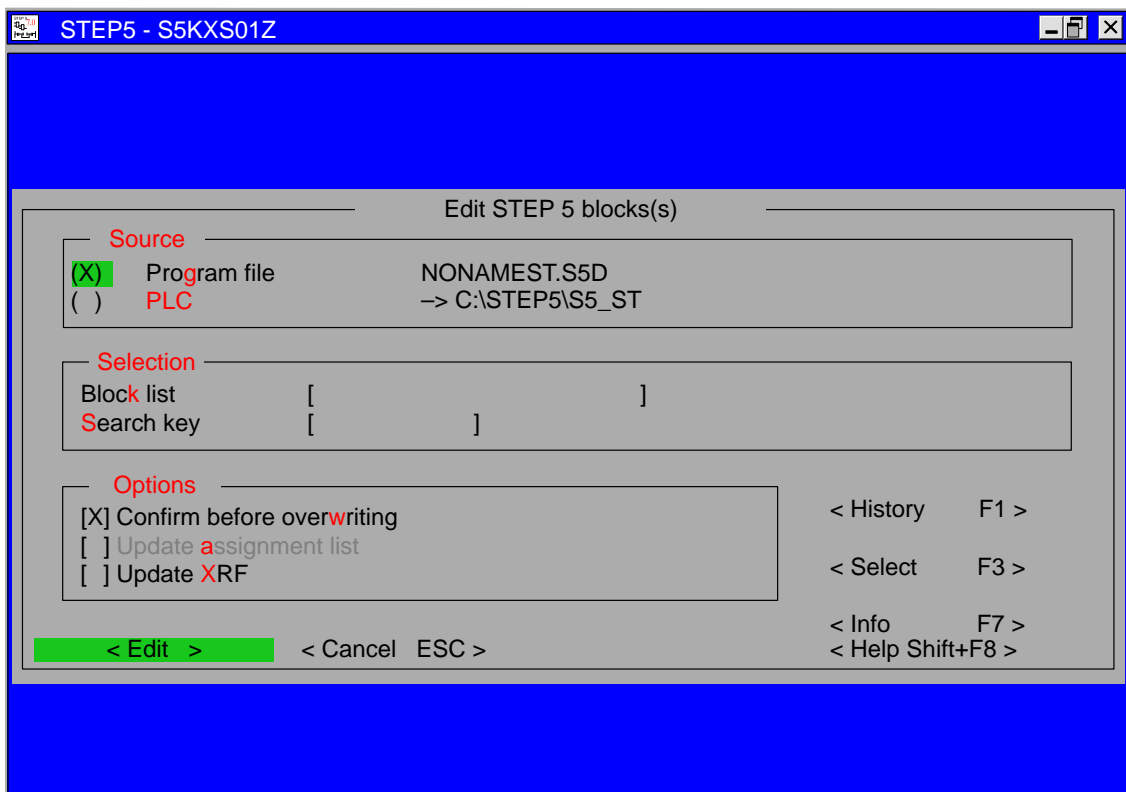 STEP5 - S5KXS01Z
Edit STEP 5 blocks(s)
Source
(X) Program file NONAMEST.S5D
( ) PLC –> C:\STEP5\S5_ST
Selection
Block list [ ]
Search key [ ]
Options
[X] Confirm before overwriting
[ ] Update assignment list
[ ] Update XRF
< History F1 >
< Select F3 >
< Info F7 >
< Edit > < Cancel ESC > < Help Shift+F8 >